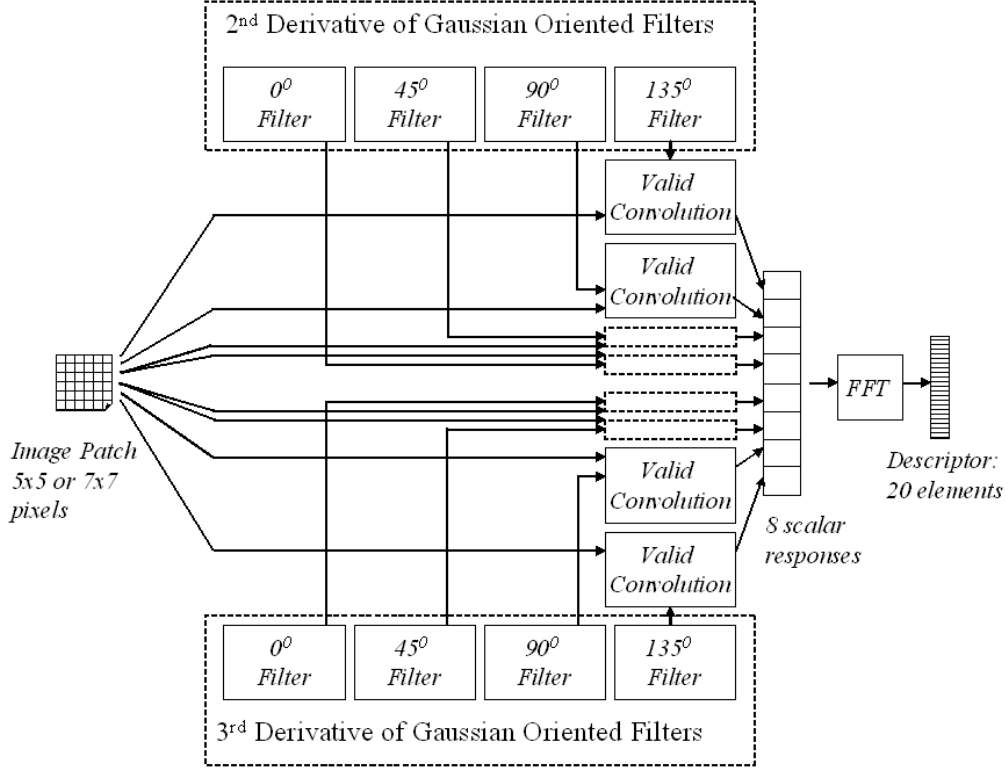 2nd Derivative of Gaussian Oriented Filters
0⁰ Filter
45⁰ Filter
90⁰ Filter
135⁰ Filter
Valid Convolution
Valid Convolution
Image Patch
5x5 or 7x7
pixels
FFT
Descriptor:
20 elements
Valid Convolution
8 scalar
responses
Valid Convolution
0⁰ Filter
45⁰ Filter
90⁰ Filter
135⁰ Filter
3rd Derivative of Gaussian Oriented Filters